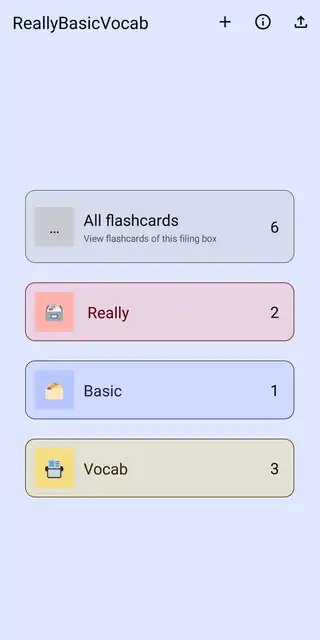 ReallyBasicVocab
...
All flashcards
View flashcards of this filing box
6
Really
2
Basic
1
Vocab
3